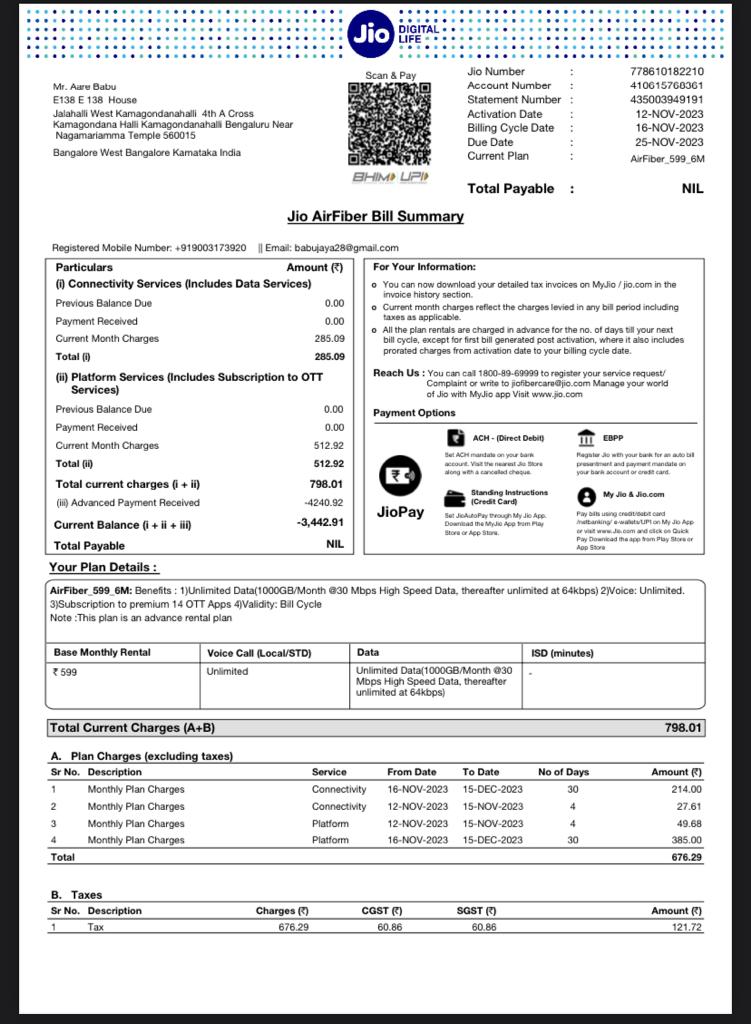 Jio DIGITAL LIFE
Mr. Aare Babu
E138 E 138 House
Jalahalli West Kamagondanahalli 4th A Cross
Kamagondana Halli Kamagondanahalli Bengaluru Near
Nagamariamma Temple 560015
Bangalore West Bangalore Karnataka India
Scan & Pay
BHIM UPI
Jio Number : 778610182210
Account Number : 410615768361
Statement Number : 435003949191
Activation Date : 12-NOV-2023
Billing Cycle Date : 16-NOV-2023
Due Date : 25-NOV-2023
Current Plan : AirFiber_599_6M
Total Payable : NIL
Jio AirFiber Bill Summary
Registered Mobile Number: +919003173920 || Email: babujaya28@gmail.com
Particulars Amount (₹)
(i) Connectivity Services (Includes Data Services)
Previous Balance Due 0.00
Payment Received 0.00
Current Month Charges 285.09
Total (i) 285.09
(ii) Platform Services (Includes Subscription to OTT
Services)
Previous Balance Due 0.00
Payment Received 0.00
Current Month Charges 512.92
Total (ii) 512.92
Total current charges (i + ii) 798.01
(iii) Advanced Payment Received -4240.92
Current Balance (i + ii + iii) -3,442.91
Total Payable NIL
For Your Information:
o You can now download your detailed tax invoices on MyJio / jio.com in the
invoice history section.
o Current month charges reflect the charges levied in any bill period including
taxes as applicable.
o All the plan rentals are charged in advance for the no. of days till your next
bill cycle, except for first bill generated post activation, where it also includes
prorated charges from activation date to your billing cycle date.
Reach Us : You can call 1800-89-69999 to register your service request/
Complaint or write to jiofibercare@jio.com Manage your world
of Jio with MyJio app Visit www.jio.com
Payment Options
JioPay
ACH - (Direct Debit)
Set ACH mandate on your bank
account. Visit the nearest Jio Store
along with a cancelled cheque.
EBPP
Register Jio with your bank for an auto bill
presentment and payment mandate on
your bank account or credit card.
Standing Instructions
(Credit Card)
Set JioAutoPay through My Jio App.
Download the MyJio App from Play
Store or App Store.
My Jio & Jio.com
Pay bills using credit/debit card
/netbanking/ e-wallets/UPI on My Jio App
or visit www.Jio.com and click on Quick
Pay Download the app from Play Store or
App Store
Your Plan Details :
AirFiber_599_6M: Benefits : 1)Unlimited Data(1000GB/Month @30 Mbps High Speed Data, thereafter unlimited at 64kbps) 2)Voice: Unlimited.
3)Subscription to premium 14 OTT Apps 4)Validity: Bill Cycle
Note :This plan is an advance rental plan
Base Monthly Rental Voice Call (Local/STD) Data ISD (minutes)
₹ 599 Unlimited Unlimited Data(1000GB/Month @30 -
Mbps High Speed Data, thereafter
unlimited at 64kbps)
Total Current Charges (A+B) 798.01
A. Plan Charges (excluding taxes)
Sr No. Description Service From Date To Date No of Days Amount (₹)
1 Monthly Plan Charges Connectivity 16-NOV-2023 15-DEC-2023 30 214.00
2 Monthly Plan Charges Connectivity 12-NOV-2023 15-NOV-2023 4 27.61
3 Monthly Plan Charges Platform 12-NOV-2023 15-NOV-2023 4 49.68
4 Monthly Plan Charges Platform 16-NOV-2023 15-DEC-2023 30 385.00
Total 676.29
B. Taxes
Sr No. Description Charges (₹) CGST (₹) SGST (₹) Amount (₹)
1 Tax 676.29 60.86 60.86 121.72